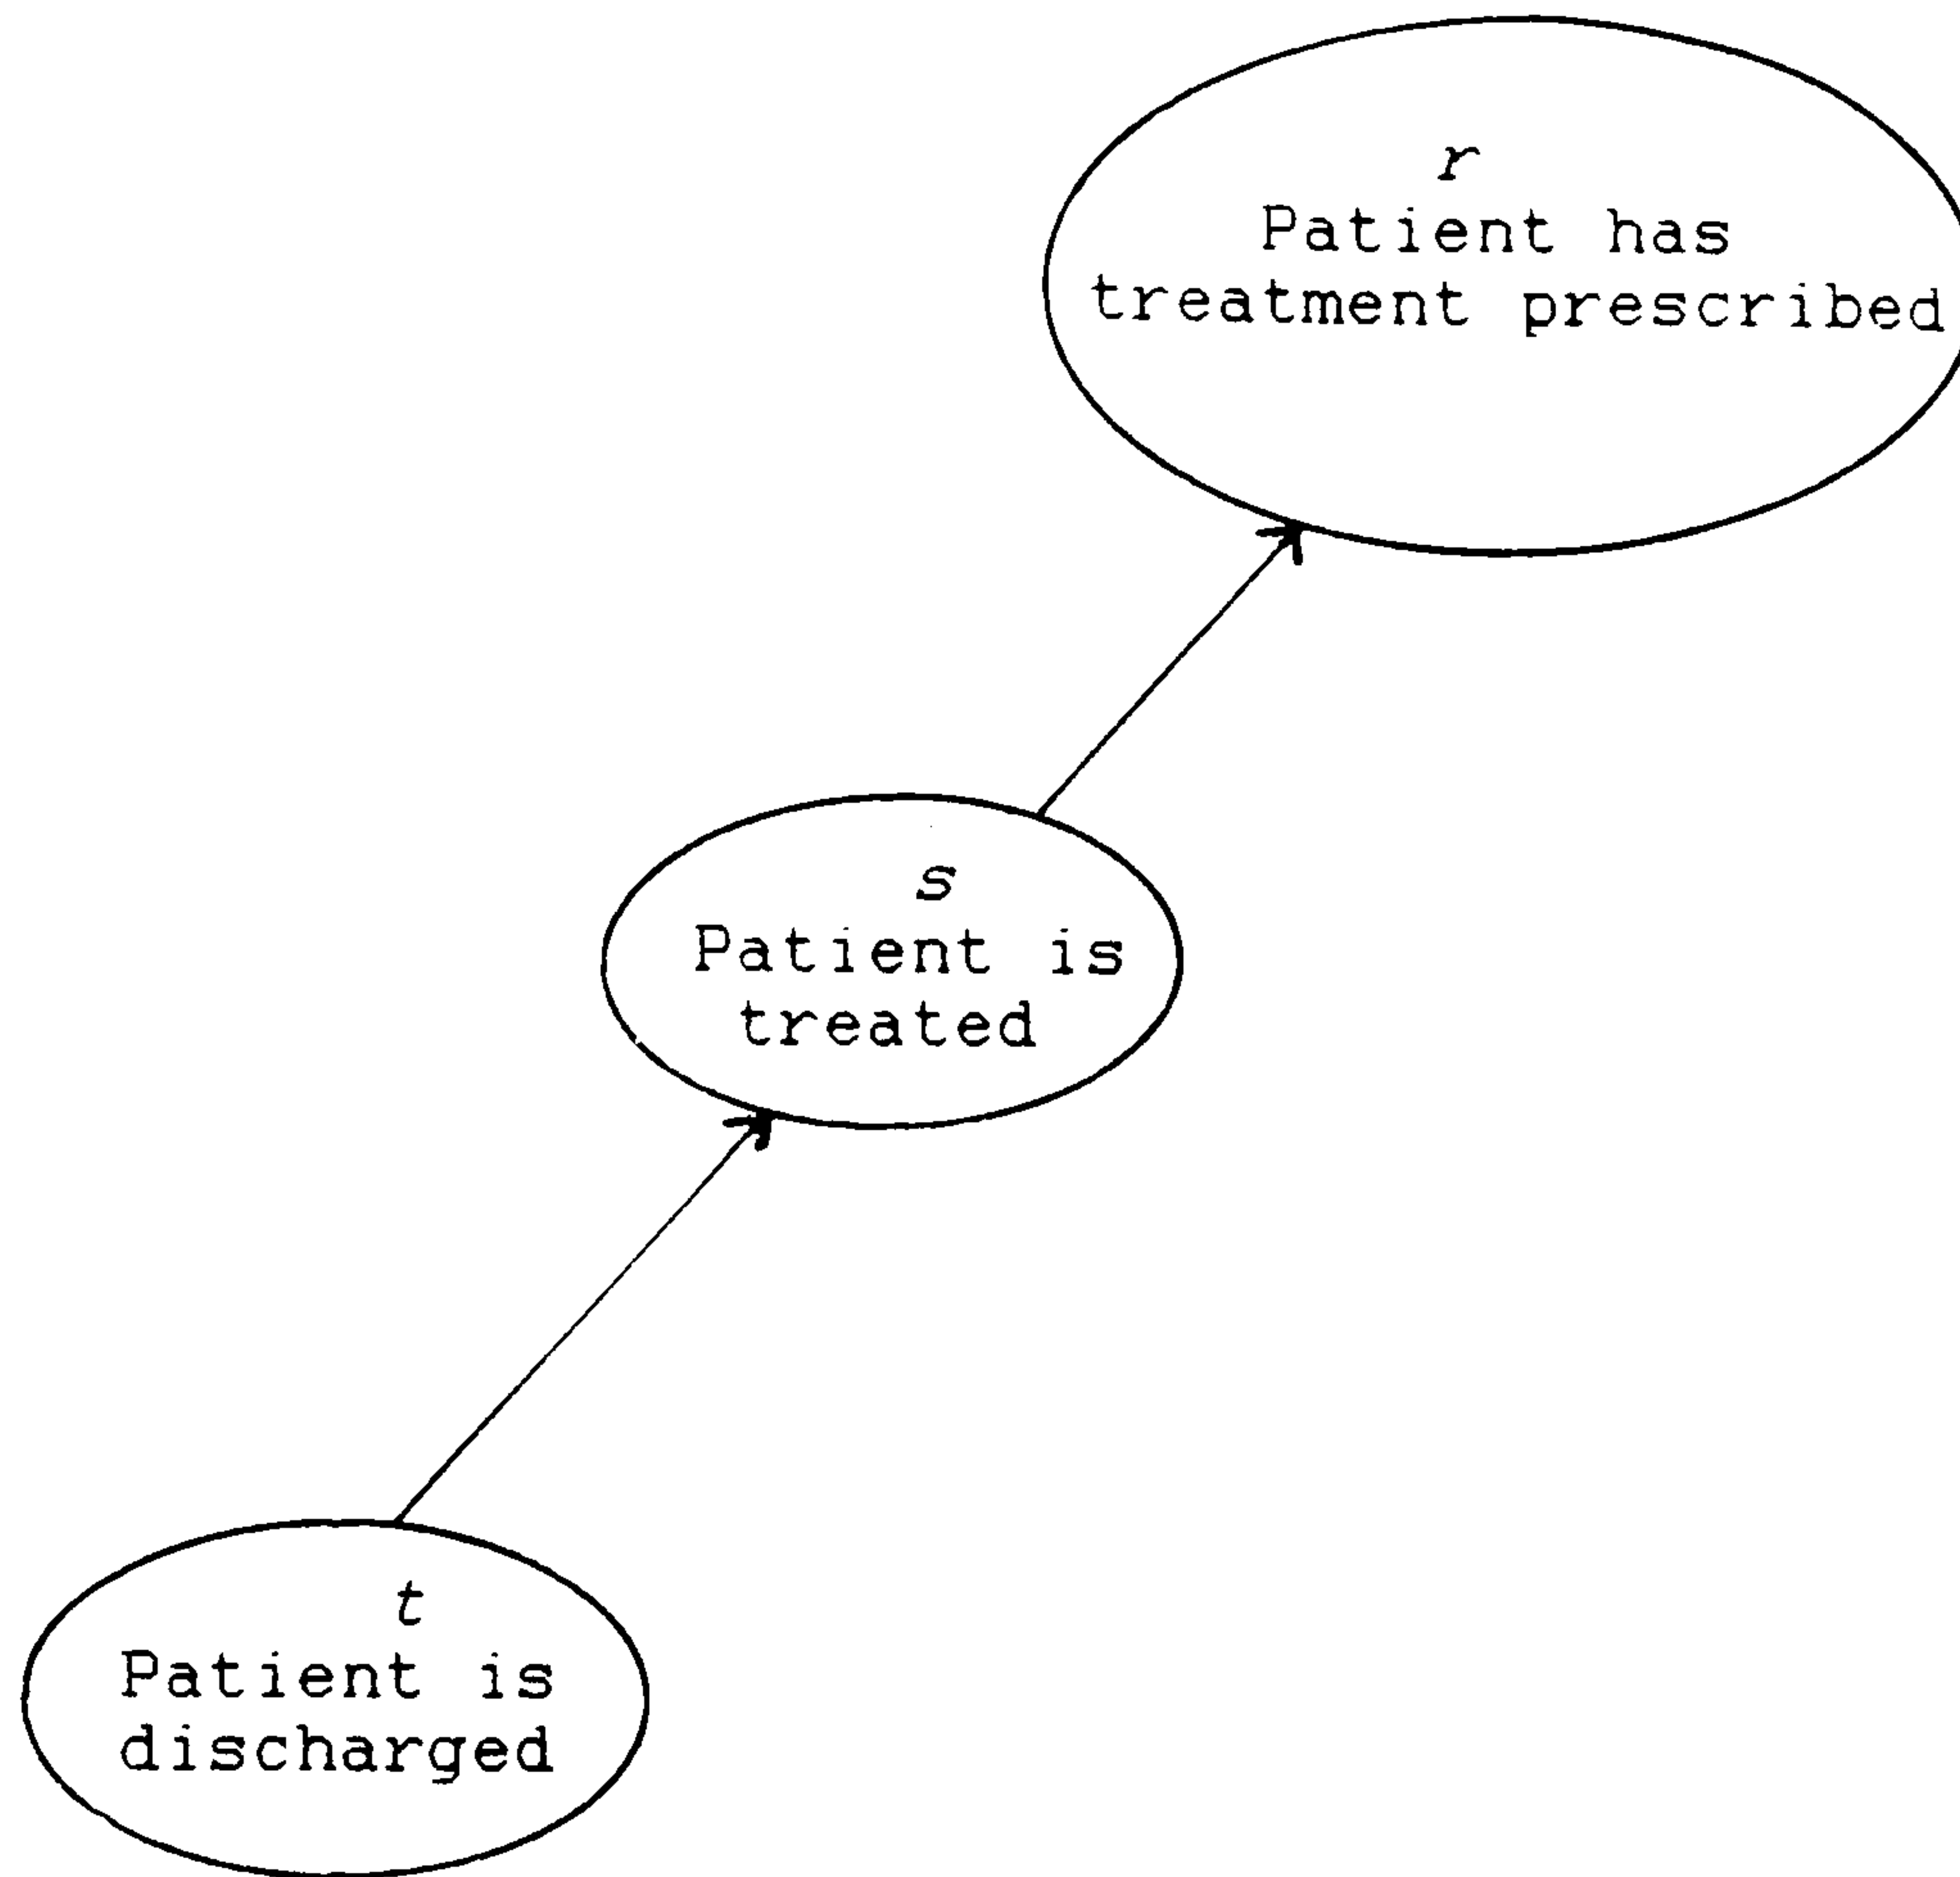 r
Patient has
treatment prescribed
s
Patient is
treated
t
Patient is
discharged